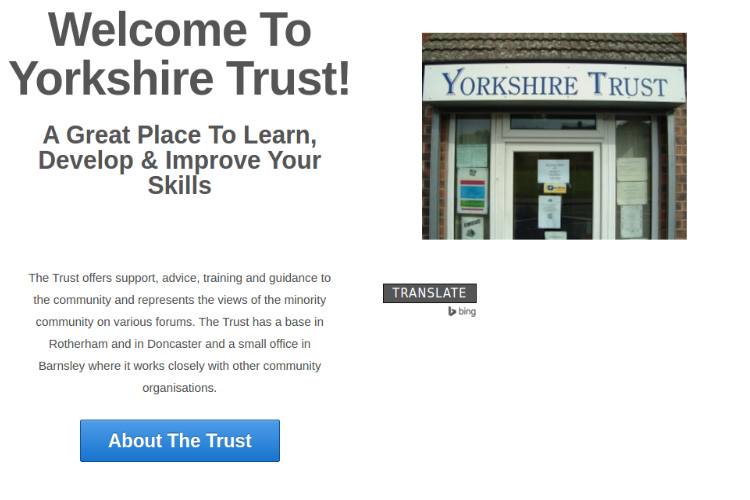 Welcome To
Yorkshire Trust!
A Great Place To Learn,
Develop & Improve Your
Skills
YORKSHIRE TRUST
The Trust offers support, advice, training and guidance to
the community and represents the views of the minority
community on various forums. The Trust has a base in
Rotherham and in Doncaster and a small office in
Barnsley where it works closely with other community
organisations.
TRANSLATE
bing
About The Trust